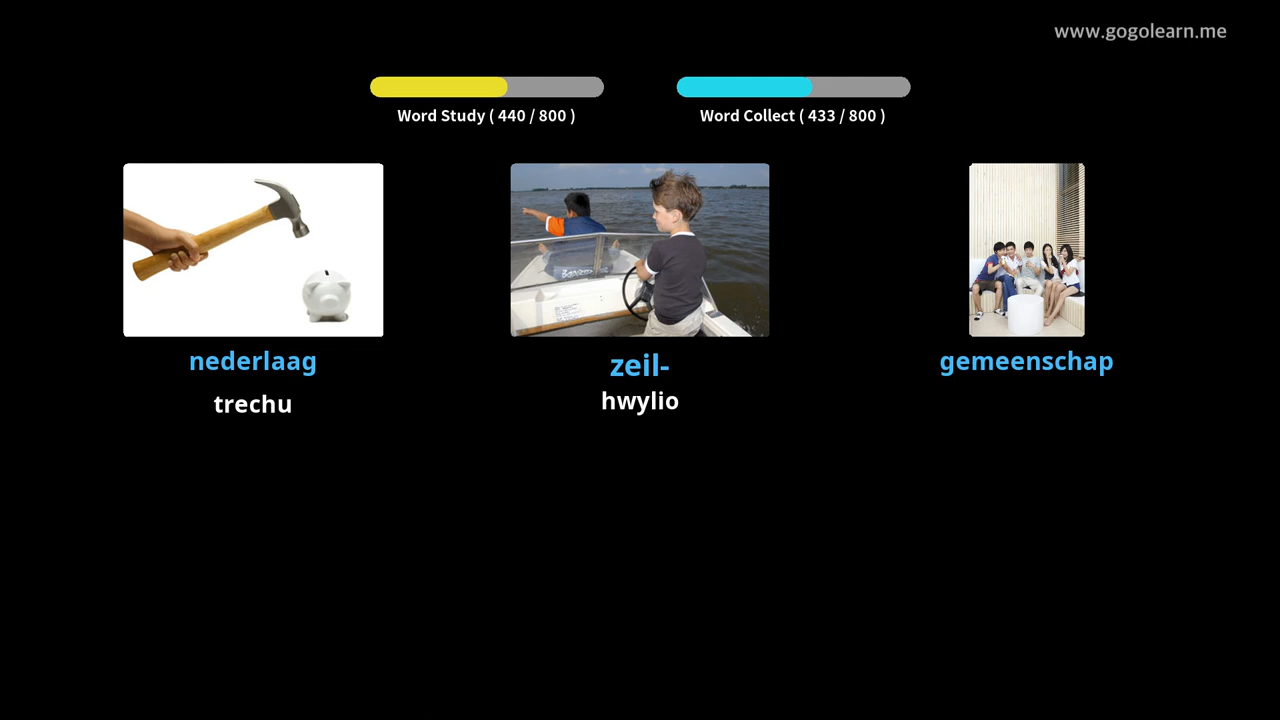 www.gogolearn.me
Word Study ( 440 / 800 )
Word Collect ( 433 / 800 )
nederlaag
zeil-
gemeenschap
trechu
hwylio